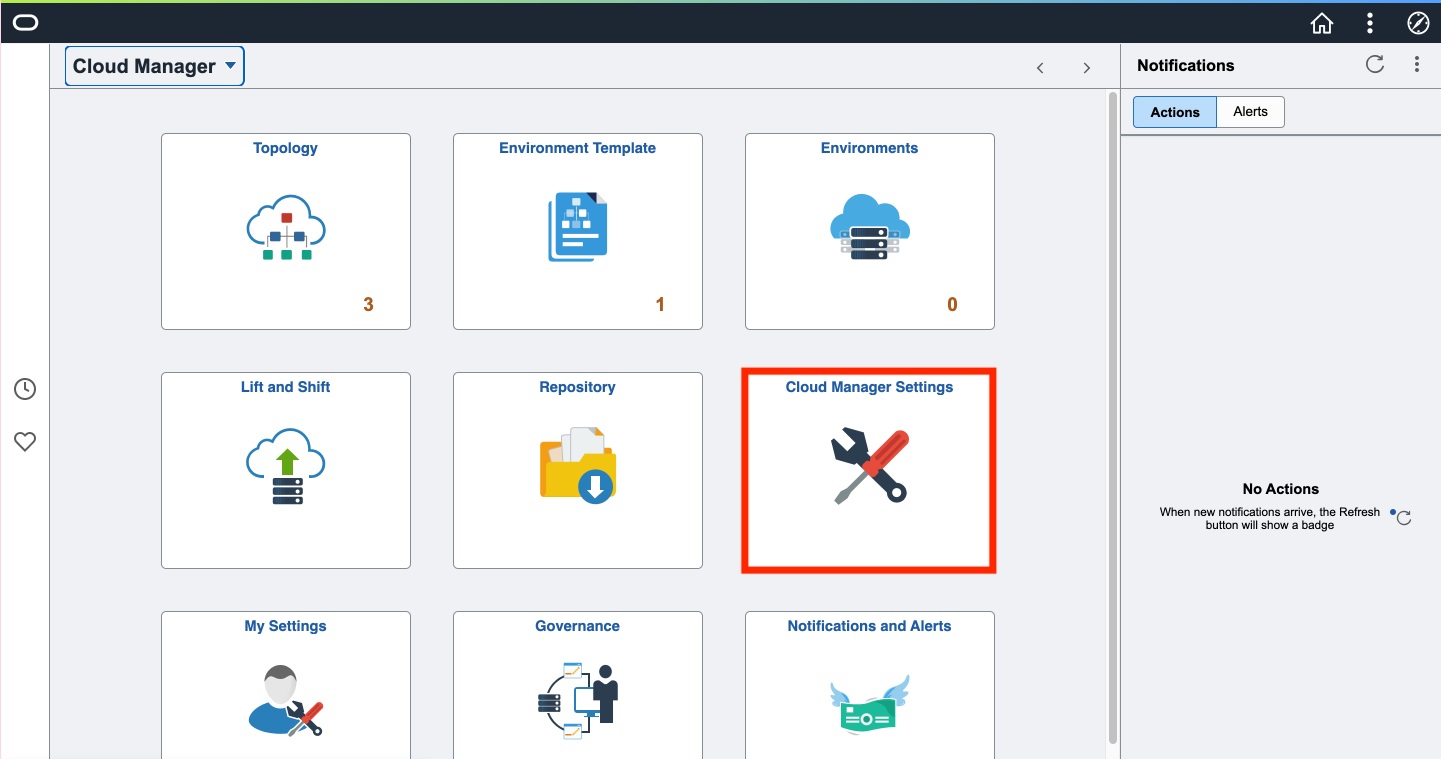 Cloud Manager
Notifications
Actions
Alerts
Topology
Environment Template
Environments
3
1
0
Lift and Shift
Repository
Cloud Manager Settings
No Actions
When new notifications arrive, the Refresh
button will show a badge
My Settings
Governance
Notifications and Alerts